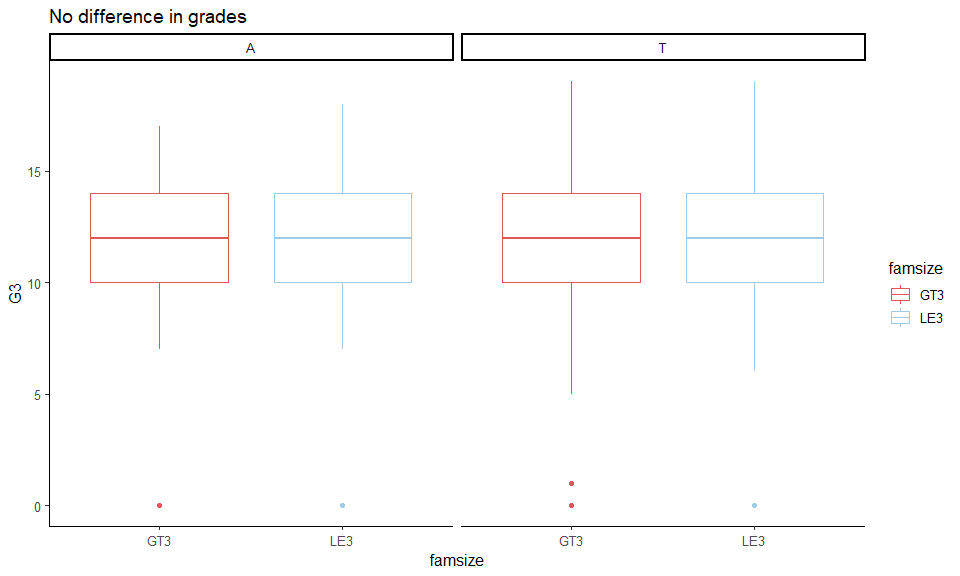 No difference in grades
A
T
G3
15
10
5
0
GT3
LE3
GT3
LE3
famsize
famsize
GT3
LE3